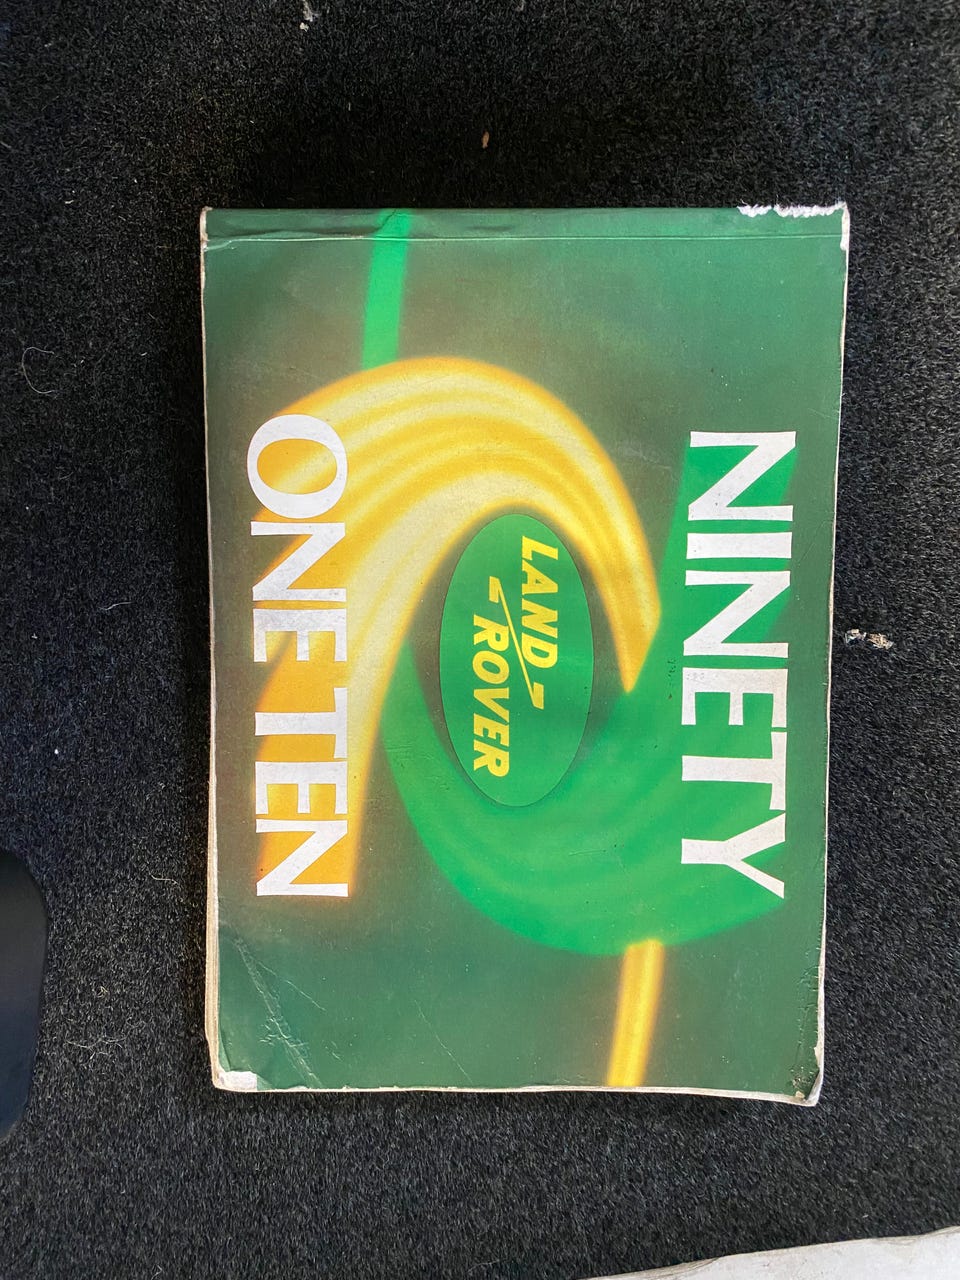 NINETY
LAND
ROVER
ONE TEN